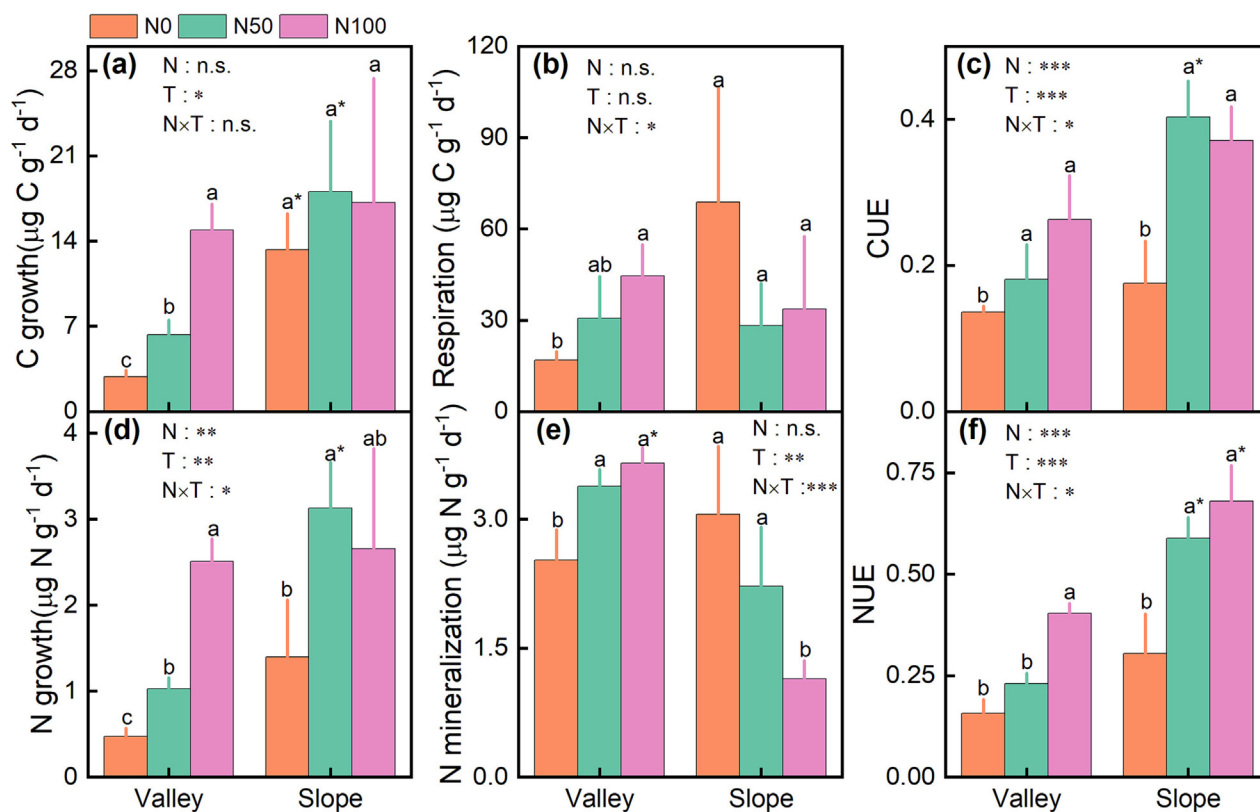 N0 N50 N100
(a)
N : n.s.
T : *
N×T : n.s.
C growth(μg C g⁻¹ d⁻¹)
28
21
14
7
0
c
b
a
a*
a*
a
(b)
N : n.s.
T : n.s.
N×T : *
Respiration (μg C g⁻¹ d⁻¹)
120
90
60
30
0
b
ab
a
a
a
a
(c)
N : ***
T : ***
N×T : *
CUE
0.4
0.2
0.0
b
a
a
b
a*
a
(d)
N : **
T : **
N×T : *
N growth(μg N g⁻¹ d⁻¹)
4
3
2
1
0
c
b
a
b
a*
ab
Valley Slope
(e)
N : n.s.
T : **
N×T : ***
N mineralization (μg N g⁻¹ d⁻¹)
3.0
1.5
0.0
b
a
a*
a
a
b
Valley Slope
(f)
N : ***
T : ***
N×T : *
NUE
0.75
0.50
0.25
0.00
b
b
a
b
a*
a*
Valley Slope